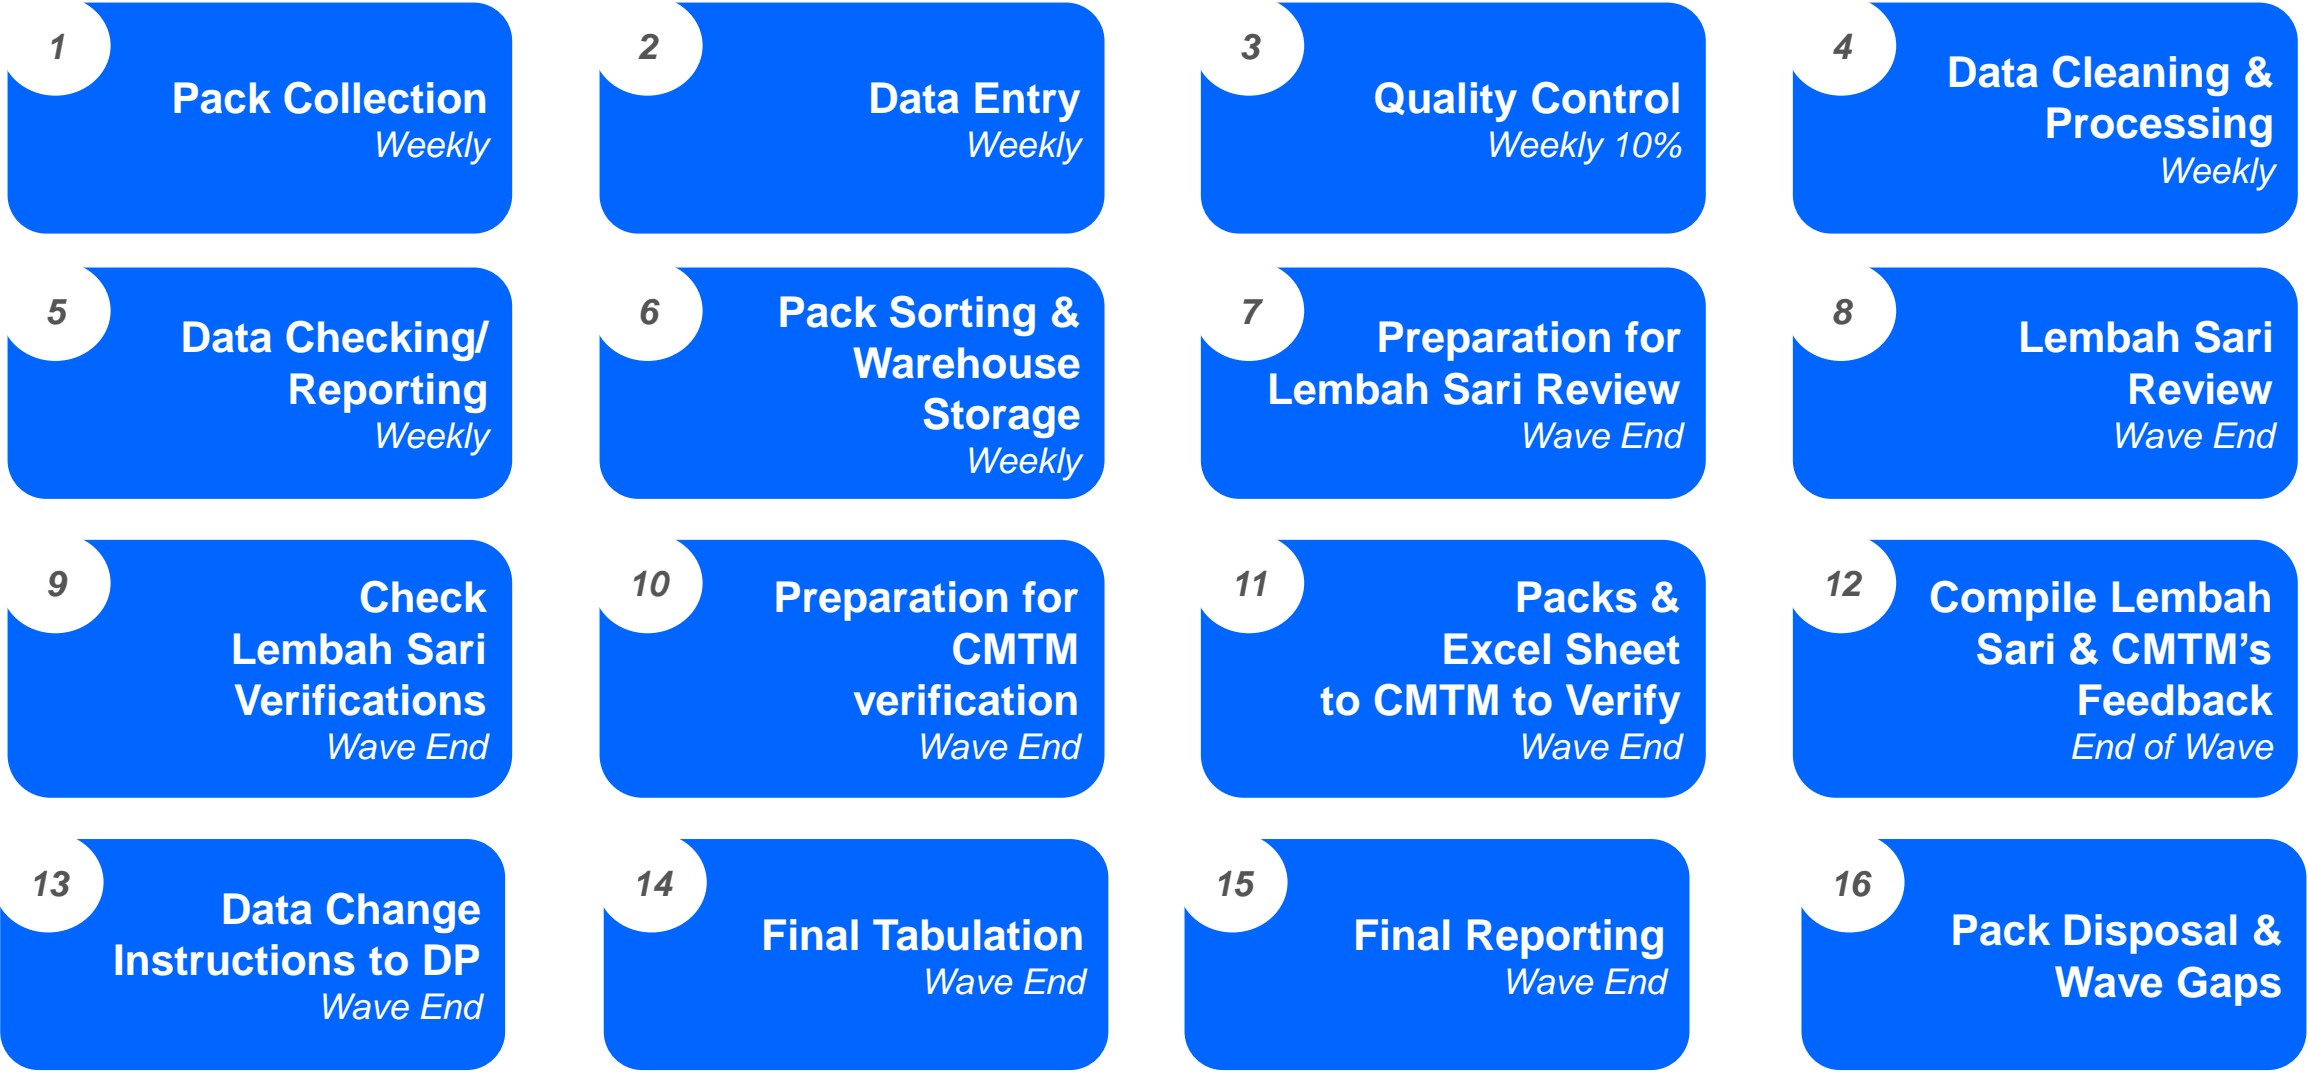 1
Pack Collection
Weekly
2
Data Entry
Weekly
3
Quality Control
Weekly 10%
4
Data Cleaning &
Processing
Weekly
5
Data Checking/
Reporting
Weekly
6
Pack Sorting &
Warehouse
Storage
Weekly
7
Preparation for
Lembah Sari Review
Wave End
8
Lembah Sari
Review
Wave End
9
Check
Lembah Sari
Verifications
Wave End
10
Preparation for
CMTM
verification
Wave End
11
Packs &
Excel Sheet
to CMTM to Verify
Wave End
12
Compile Lembah
Sari & CMTM’s
Feedback
End of Wave
13
Data Change
Instructions to DP
Wave End
14
Final Tabulation
Wave End
15
Final Reporting
Wave End
16
Pack Disposal &
Wave Gaps